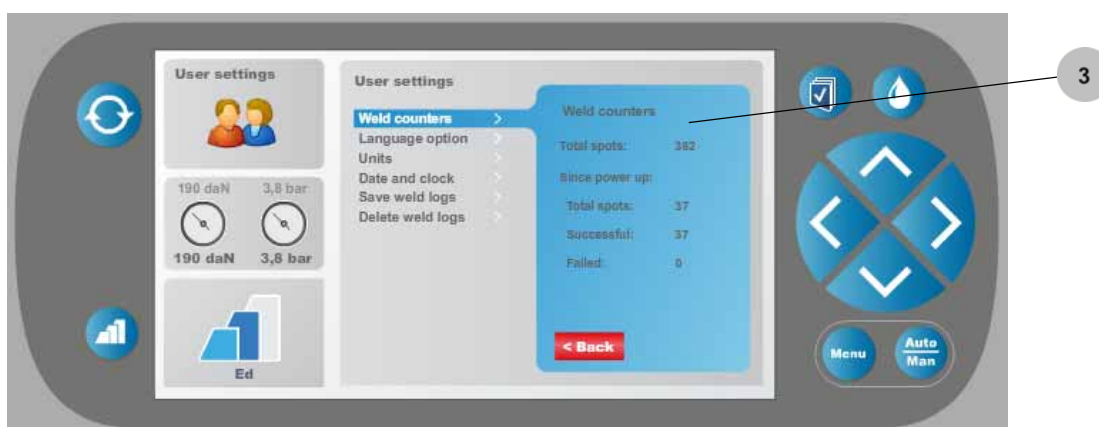 User settings
190 daN 3,8 bar
190 daN 3,8 bar
Ed
User settings
Weld counters >
Language option >
Units >
Date and clock >
Save weld logs >
Delete weld logs >
Weld counters
Total spots: 382
Since power up:
Total spots: 37
Successful: 37
Failed: 0
< Back
Menu
Auto
Man
3